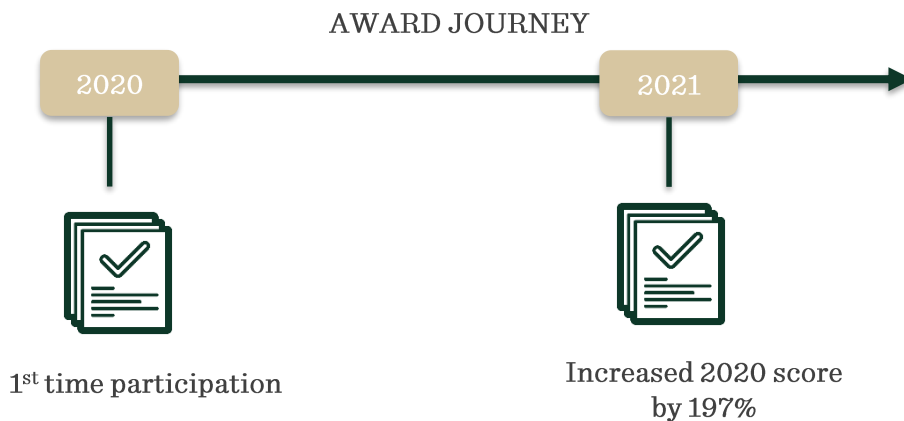 AWARD JOURNEY
2020
2021
1st time participation
Increased 2020 score
by 197%